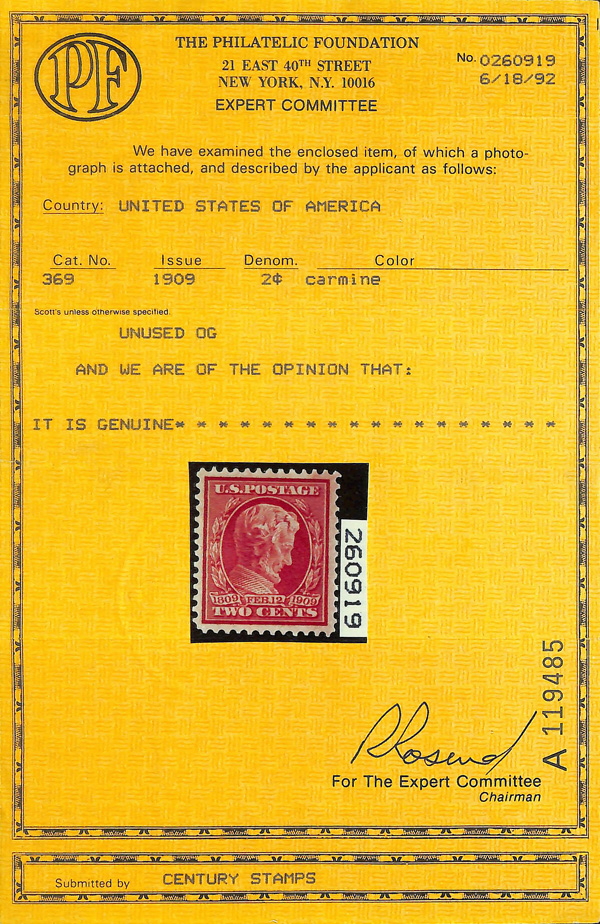 PF
THE PHILATELIC FOUNDATION
21 EAST 40TH STREET
NEW YORK, N.Y. 10016
EXPERT COMMITTEE
No. 0260919
6/18/92
We have examined the enclosed item, of which a photo-
graph is attached, and described by the applicant as follows:
Country: UNITED STATES OF AMERICA
Cat. No. Issue Denom. Color
369 1909 2¢ carmine
Scott's unless otherwise specified.
UNUSED OG
AND WE ARE OF THE OPINION THAT:
IT IS GENUINE* * * * * * * * * * * * * * * * * *
U.S. POSTAGE
1809 FEB. 12 1909
TWO CENTS
260919
A 119485
For The Expert Committee
Chairman
Submitted by CENTURY STAMPS